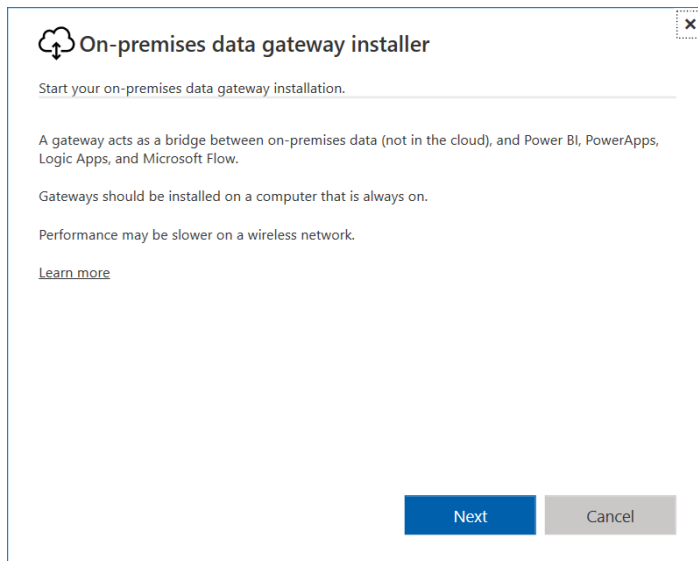 On-premises data gateway installer
Start your on-premises data gateway installation.
A gateway acts as a bridge between on-premises data (not in the cloud), and Power BI, PowerApps,
Logic Apps, and Microsoft Flow.
Gateways should be installed on a computer that is always on.
Performance may be slower on a wireless network.
Learn more
Next
Cancel